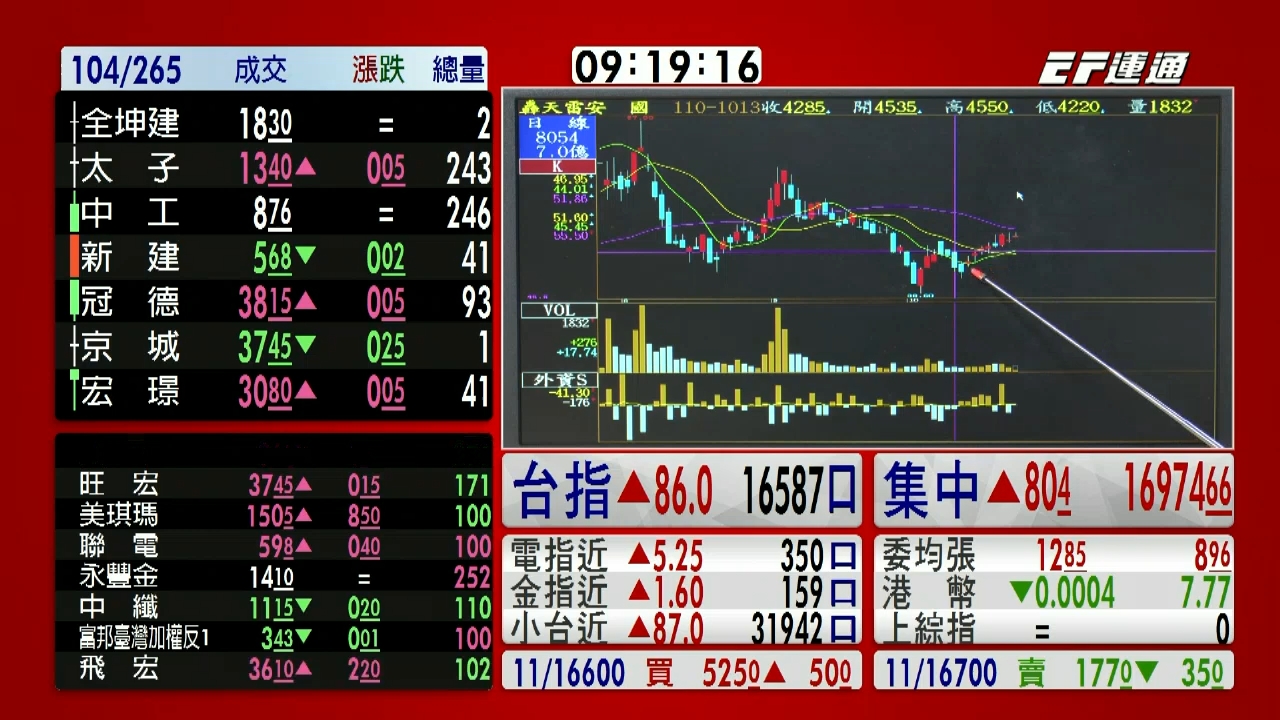 104/265 成交 漲跌 總量
全坤建 1830 = 2
太子 1340▲ 005 243
中工 876 = 246
新建 568▼ 002 41
冠德 3815▲ 005 93
京城 3745▼ 025 1
宏璟 3080▲ 005 41
旺宏 3745▲ 015 171
美琪瑪 1505▲ 850 100
聯電 598▲ 040 100
永豐金 1410 = 252
中纖 1115▼ 020 110
富邦臺灣加權反1 343▼ 001 100
飛宏 3610▲ 220 102
09:19:16
EF運通
天雷安 國 110-1013收4285. 開4535. 高4550. 低4220. 量1832
日線
8054
7.0億
K
46.95
44.01
51.86
51.60
45.45
55.50
VOL
1832
+276
+17.74
外資S
-41.30
-176
台指▲86.0 16587口
電指近 ▲5.25 350口
金指近 ▲1.60 159口
小台近 ▲87.0 31942口
11/16600 買 5250▲ 500
集中▲804 1697466
委均張 1285 896
港幣 ▼0.0004 7.77
上綜指 = 0
11/16700 賣 1770▼ 350